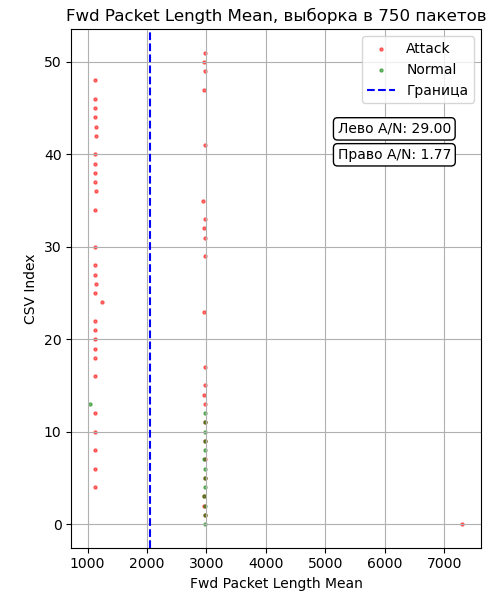 Fwd Packet Length Mean, выборка в 750 пакетов
Attack
Normal
Граница
Лево A/N: 29.00
Право A/N: 1.77
50
40
30
20
10
0
CSV Index
1000 2000 3000 4000 5000 6000 7000
Fwd Packet Length Mean